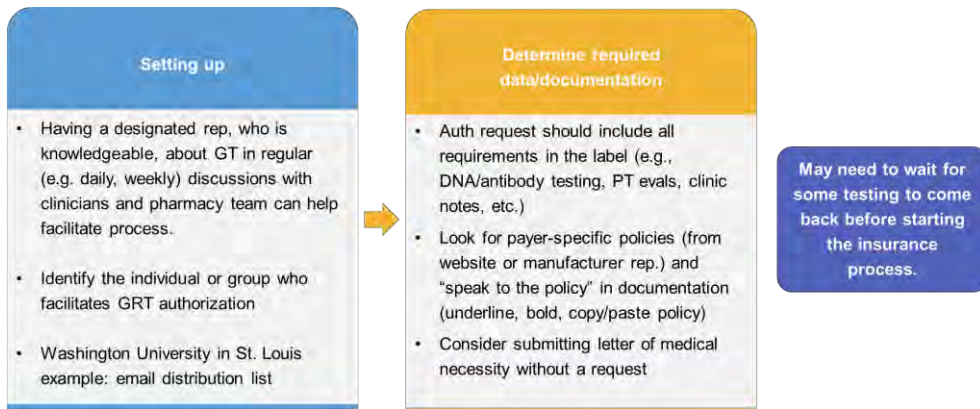 Setting up
• Having a designated rep, who is
knowledgeable, about GT in regular
(e.g. daily, weekly) discussions with
clinicians and pharmacy team can help
facilitate process.
• Identify the individual or group who
facilitates GRT authorization
• Washington University in St. Louis
example: email distribution list
Determine required
data/documentation
• Auth request should include all
requirements in the label (e.g.,
DNA/antibody testing, PT evals, clinic
notes, etc.)
• Look for payer-specific policies (from
website or manufacturer rep.) and
“speak to the policy” in documentation
(underline, bold, copy/paste policy)
• Consider submitting letter of medical
necessity without a request
May need to wait for
some testing to come
back before starting
the insurance
process.